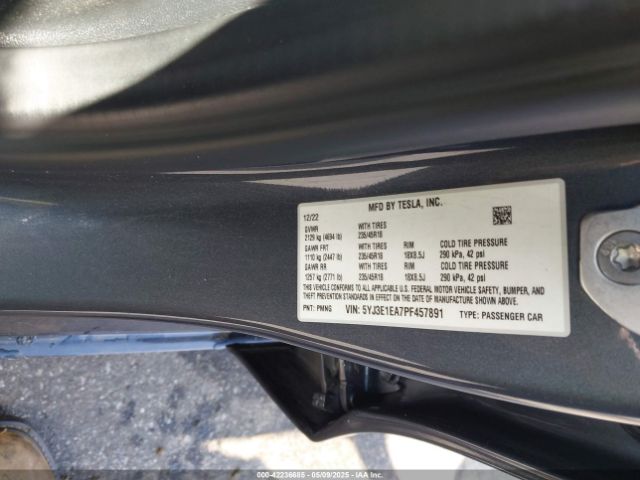 MFD BY TESLA, INC.
12/22
GVWR WITH TIRES
2129 kg (4694 lb) 235/45R18
GAWR FRT WITH TIRES RIM COLD TIRE PRESSURE
1110 kg (2447 lb) 235/45R18 18X8.5J 290 kPa, 42 psi
GAWR RR WITH TIRES RIM COLD TIRE PRESSURE
1257 kg (2771 lb) 235/45R18 18X8.5J 290 kPa, 42 psi
THIS VEHICLE CONFORMS TO ALL APPLICABLE FEDERAL MOTOR VEHICLE SAFETY, BUMPER, AND
THEFT PREVENTION STANDARDS IN EFFECT ON THE DATE OF MANUFACTURE SHOWN ABOVE.
PNT: PMNG VIN: 5YJ3E1EA7PF457891 TYPE: PASSENGER CAR
000-42236685 - 05/09/2025 - IAAI.COM